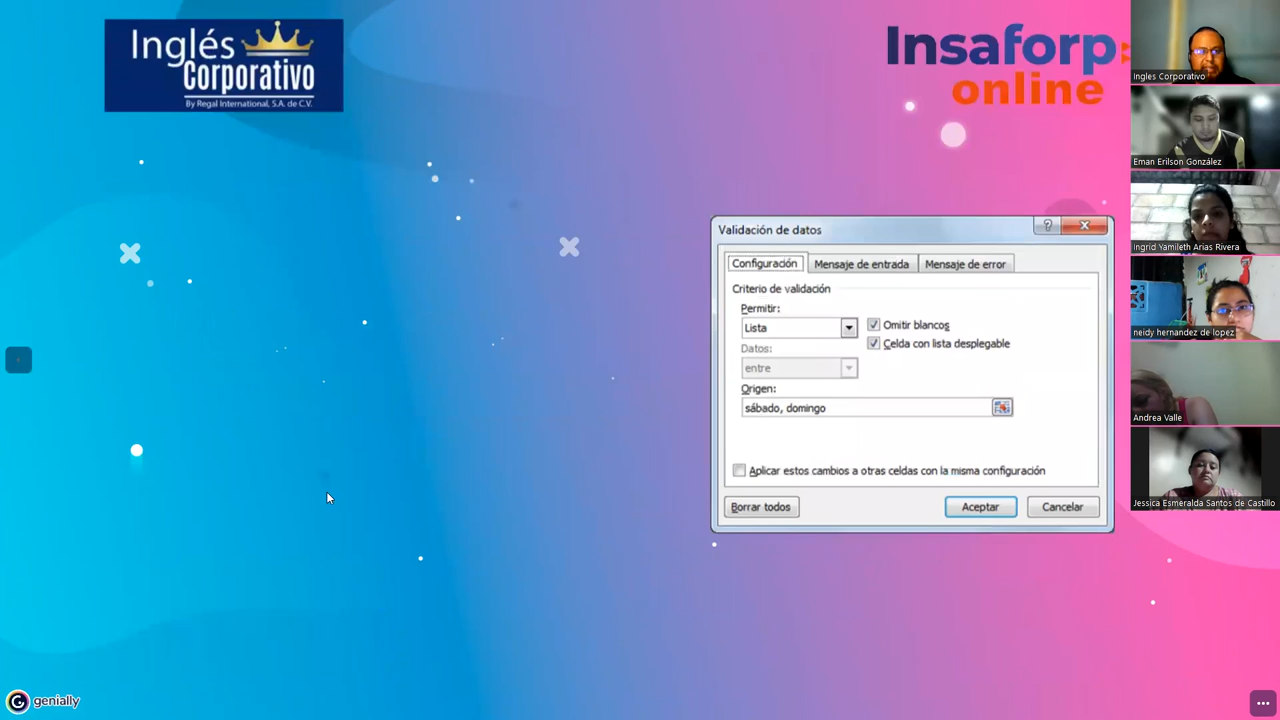 Inglés
Corporativo
By Regal International, S.A. de C.V.
Insaforp
online
Validación de datos
?
Configuración
Mensaje de entrada
Mensaje de error
Criterio de validación
Permitir:
Lista
Omitir blancos
Celda con lista desplegable
Datos:
entre
Origen:
sábado, domingo
Aplicar estos cambios a otras celdas con la misma configuración
Borrar todos
Aceptar
Cancelar
genially
Ingles Corporativo
Eman Erilson González
Ingrid Yamileth Arias Rivera
neidy hernandez de lopez
Andrea Valle
Jessica Esmeralda Santos de Castillo